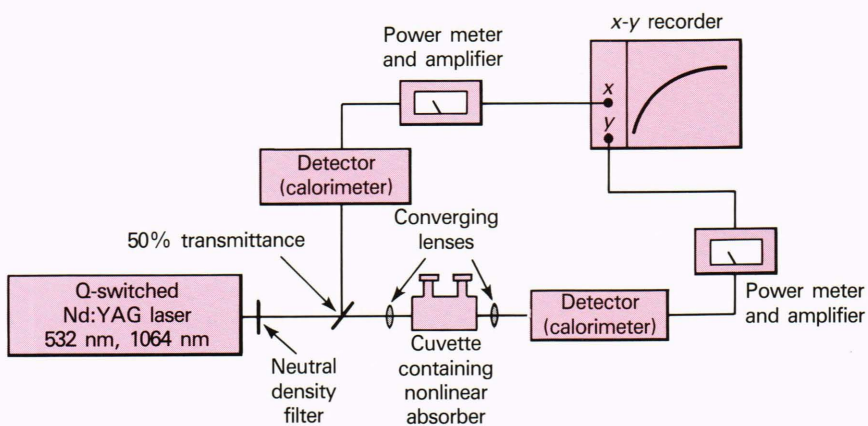 x-y recorder
Power meter
and amplifier
x
y
Detector
(calorimeter)
Converging
lenses
50% transmittance
Q-switched
Nd:YAG laser
532 nm, 1064 nm
Detector
(calorimeter)
Power meter
and amplifier
Neutral
density
filter
Cuvette
containing
nonlinear
absorber